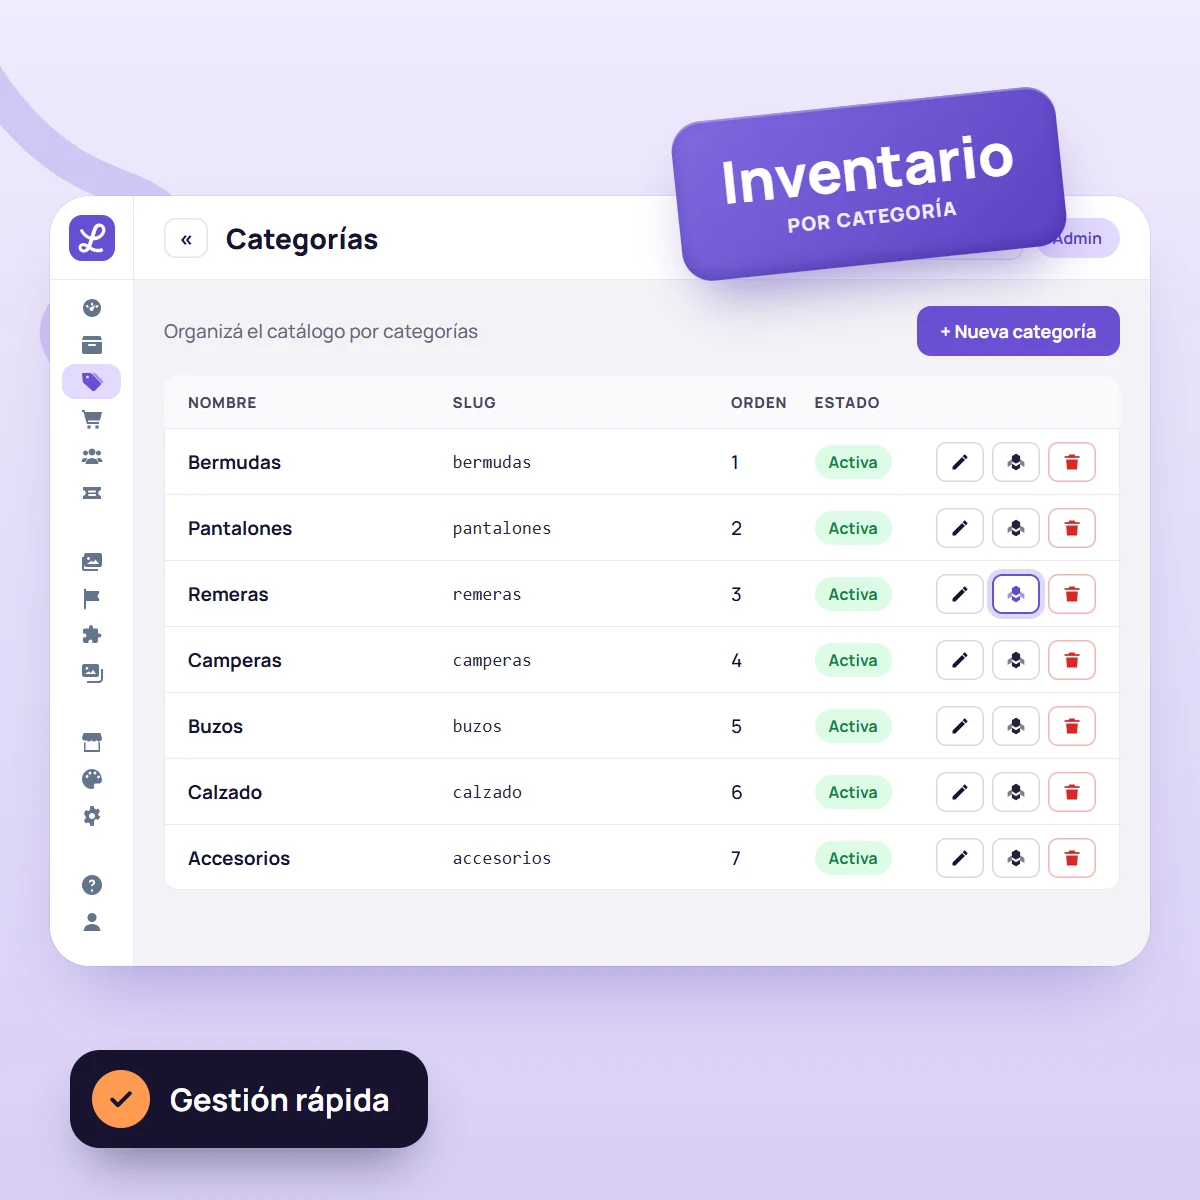 Inventario
POR CATEGORÍA
L
« Categorías
Admin
Organizá el catálogo por categorías
+ Nueva categoría
NOMBRE SLUG ORDEN ESTADO
Bermudas bermudas 1 Activa
Pantalones pantalones 2 Activa
Remeras remeras 3 Activa
Camperas camperas 4 Activa
Buzos buzos 5 Activa
Calzado calzado 6 Activa
Accesorios accesorios 7 Activa
Gestión rápida